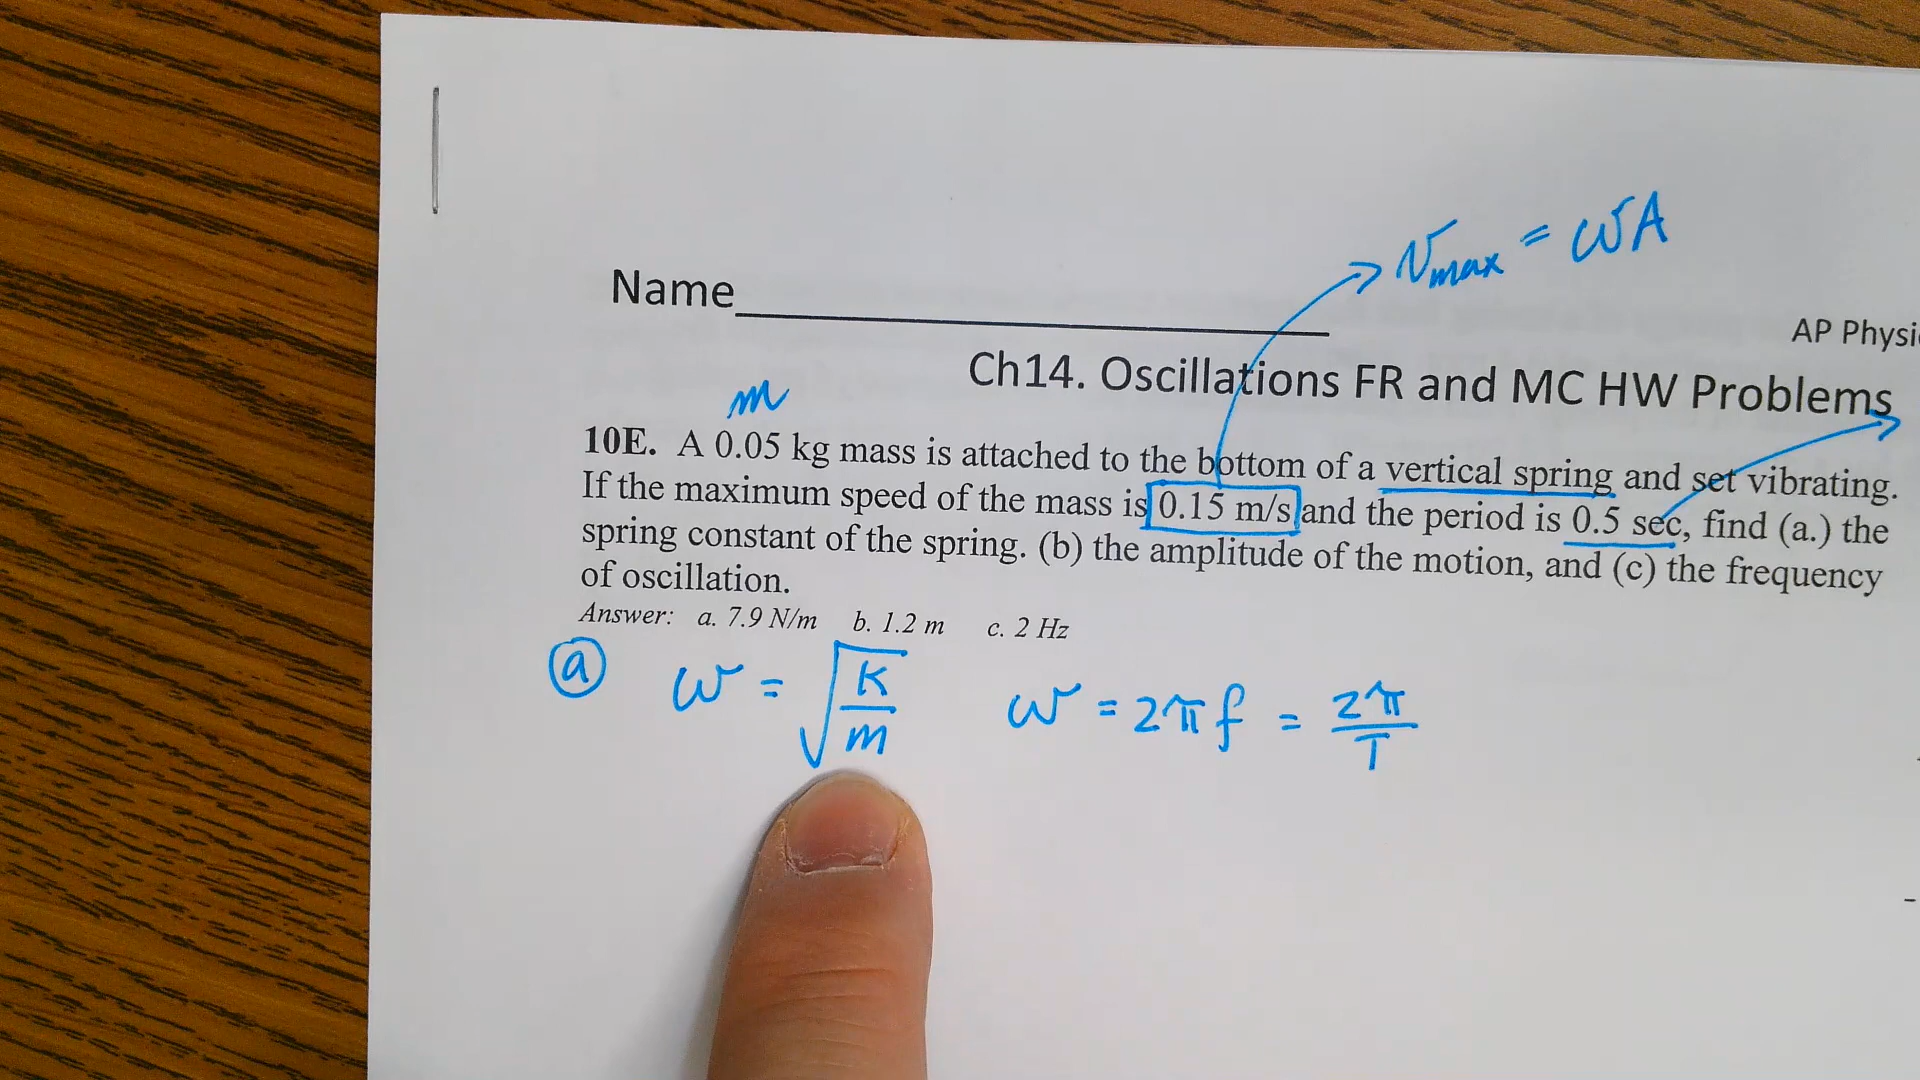 v max = ωA
Name
AP Physi
Ch14. Oscillations FR and MC HW Problems
m
10E. A 0.05 kg mass is attached to the bottom of a vertical spring and set vibrating.
If the maximum speed of the mass is 0.15 m/s and the period is 0.5 sec, find (a.) the
spring constant of the spring. (b) the amplitude of the motion, and (c) the frequency
of oscillation.
Answer: a. 7.9 N/m b. 1.2 m c. 2 Hz
ⓐ ω = √(K/m) ω = 2πf = 2π/T